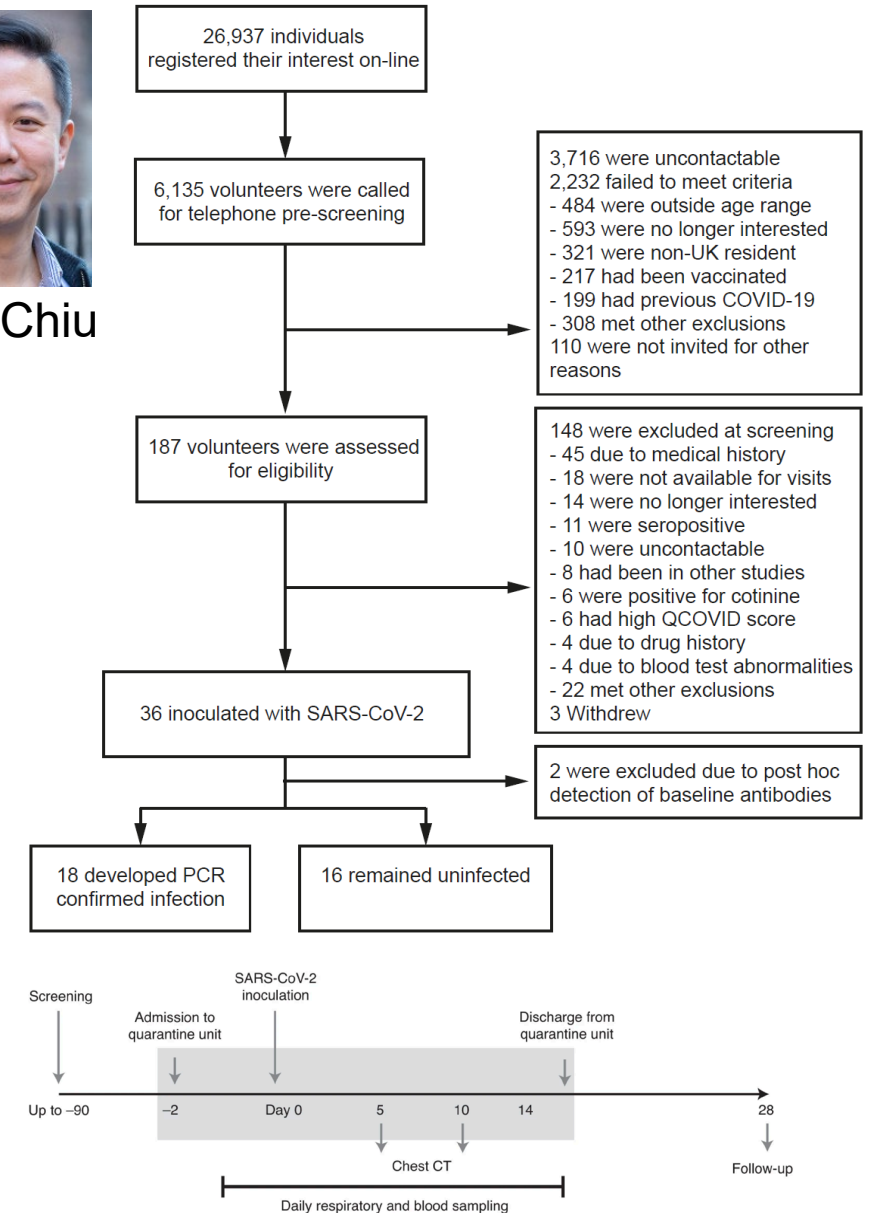 Chiu
26,937 individuals
registered their interest on-line
6,135 volunteers were called
for telephone pre-screening
3,716 were uncontactable
2,232 failed to meet criteria
- 484 were outside age range
- 593 were no longer interested
- 321 were non-UK resident
- 217 had been vaccinated
- 199 had previous COVID-19
- 308 met other exclusions
110 were not invited for other
reasons
187 volunteers were assessed
for eligibility
148 were excluded at screening
- 45 due to medical history
- 18 were not available for visits
- 14 were no longer interested
- 11 were seropositive
- 10 were uncontactable
- 8 had been in other studies
- 6 were positive for cotinine
- 6 had high QCOVID score
- 4 due to drug history
- 4 due to blood test abnormalities
- 22 met other exclusions
3 Withdrew
36 inoculated with SARS-CoV-2
2 were excluded due to post hoc
detection of baseline antibodies
18 developed PCR
confirmed infection
16 remained uninfected
Screening
Admission to
quarantine unit
SARS-CoV-2
inoculation
Discharge from
quarantine unit
Up to –90
–2
Day 0
5
10
14
28
Chest CT
Follow-up
Daily respiratory and blood sampling